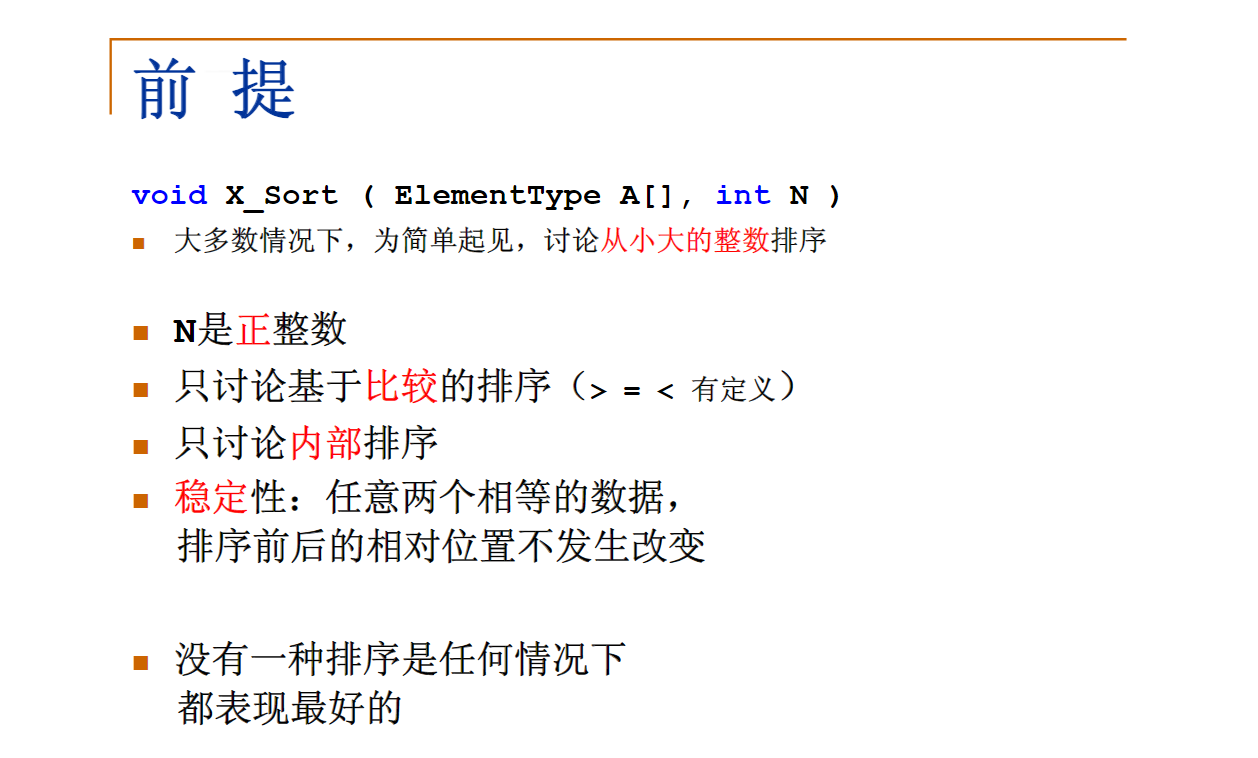 前 提
void X_Sort ( ElementType A[], int N )
大多数情况下，为简单起见，讨论从小大的整数排序
N是正整数
只讨论基于比较的排序（> = < 有定义）
只讨论内部排序
稳定性：任意两个相等的数据，
排序前后的相对位置不发生改变
没有一种排序是任何情况下
都表现最好的